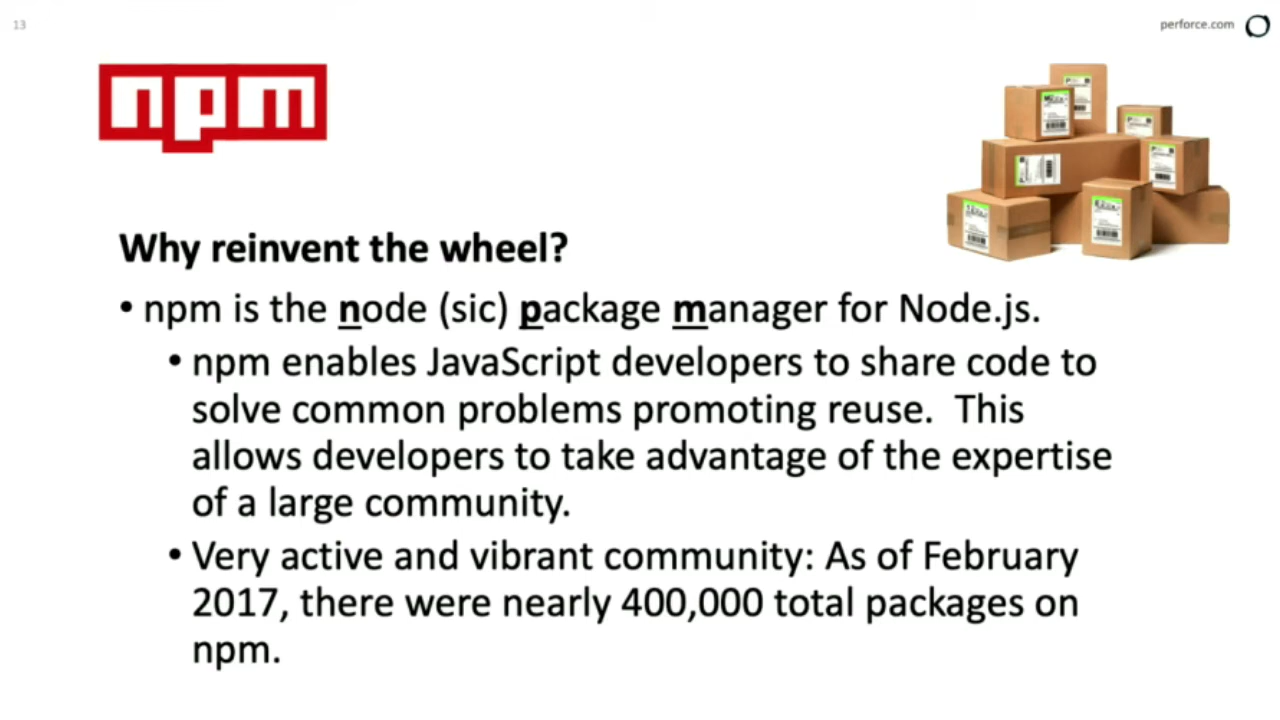 13
perforce.com
npm
Why reinvent the wheel?
• npm is the node (sic) package manager for Node.js.
• npm enables JavaScript developers to share code to
solve common problems promoting reuse.  This
allows developers to take advantage of the expertise
of a large community.
• Very active and vibrant community: As of February
2017, there were nearly 400,000 total packages on
npm.